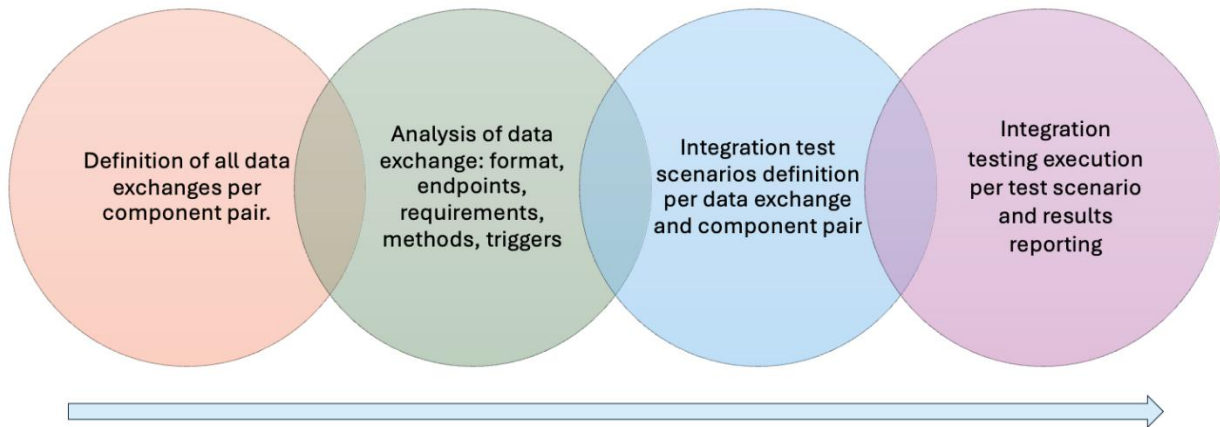 Definition of all data
exchanges per
component pair.
Analysis of data
exchange: format,
endpoints,
requirements,
methods, triggers
Integration test
scenarios definition
per data exchange
and component pair
Integration
testing execution
per test scenario
and results
reporting